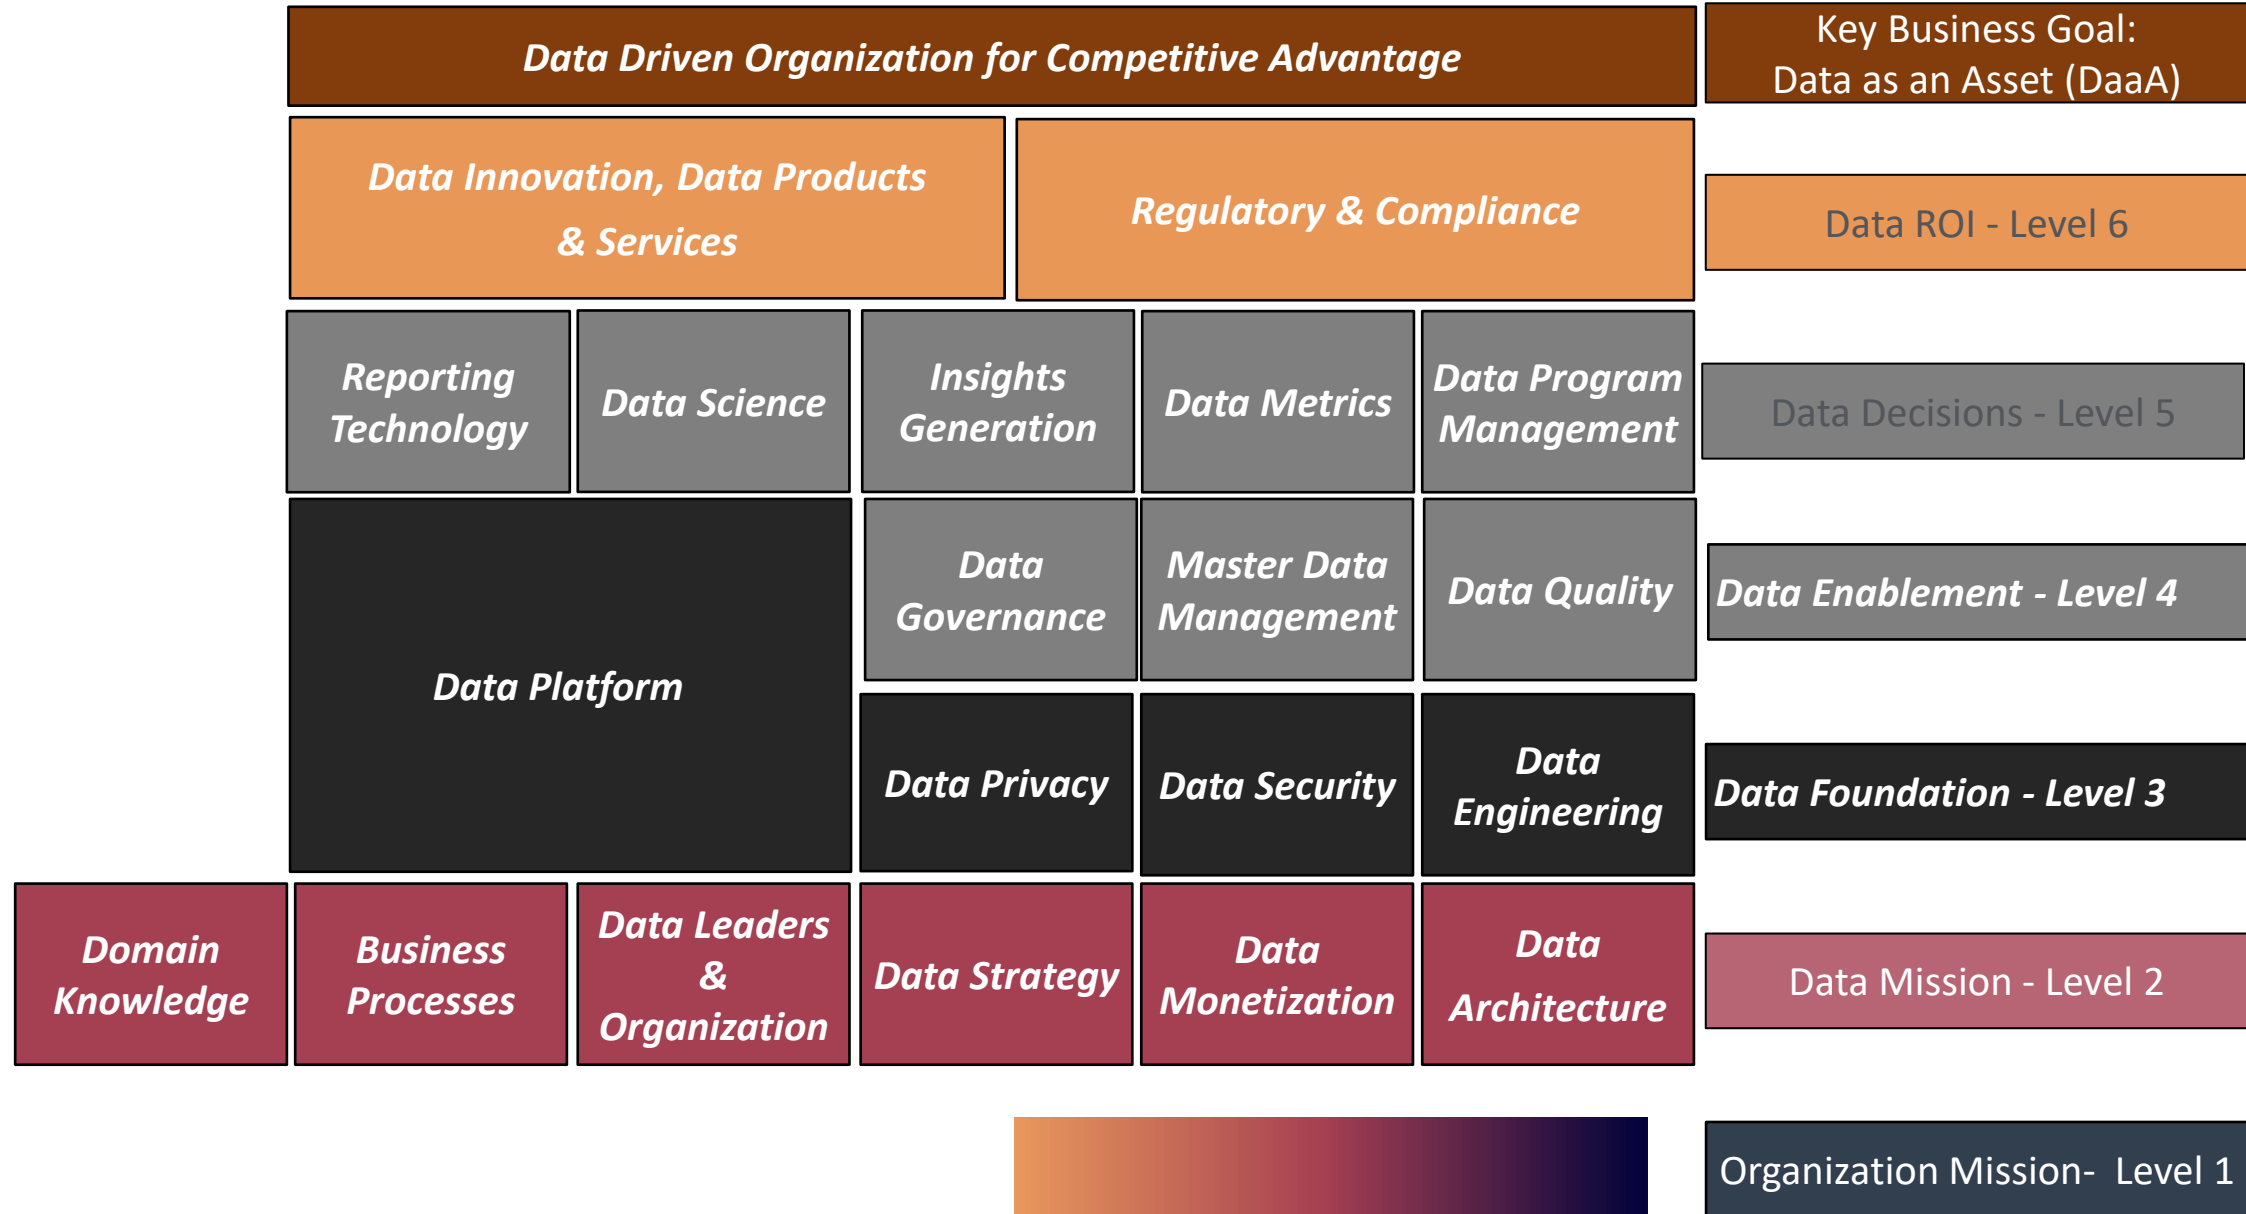 Data Driven Organization for Competitive Advantage
Key Business Goal:
Data as an Asset (DaaA)
Data Innovation, Data Products
& Services
Regulatory & Compliance
Data ROI - Level 6
Reporting
Technology
Data Science
Insights
Generation
Data Metrics
Data Program
Management
Data Decisions - Level 5
Data Platform
Data
Governance
Master Data
Management
Data Quality
Data Enablement - Level 4
Data Privacy
Data Security
Data
Engineering
Data Foundation - Level 3
Domain
Knowledge
Business
Processes
Data Leaders
&
Organization
Data Strategy
Data
Monetization
Data
Architecture
Data Mission - Level 2
Organization Mission-  Level 1